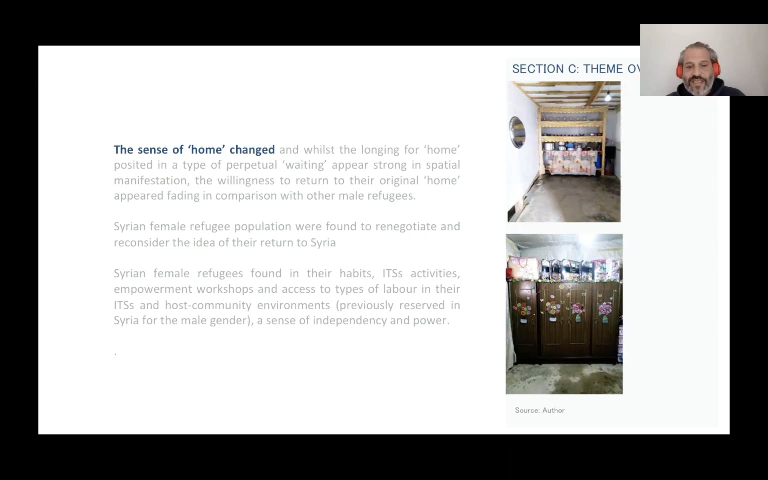 SECTION C: THEME OV
The sense of ‘home’ changed and whilst the longing for ‘home’
posited in a type of perpetual ‘waiting’ appear strong in spatial
manifestation, the willingness to return to their original ‘home’
appeared fading in comparison with other male refugees.
Syrian female refugee population were found to renegotiate and
reconsider the idea of their return to Syria
Syrian female refugees found in their habits, ITSs activities,
empowerment workshops and access to types of labour in their
ITSs and host-community environments (previously reserved in
Syria for the male gender), a sense of independency and power.
.
Source: Author